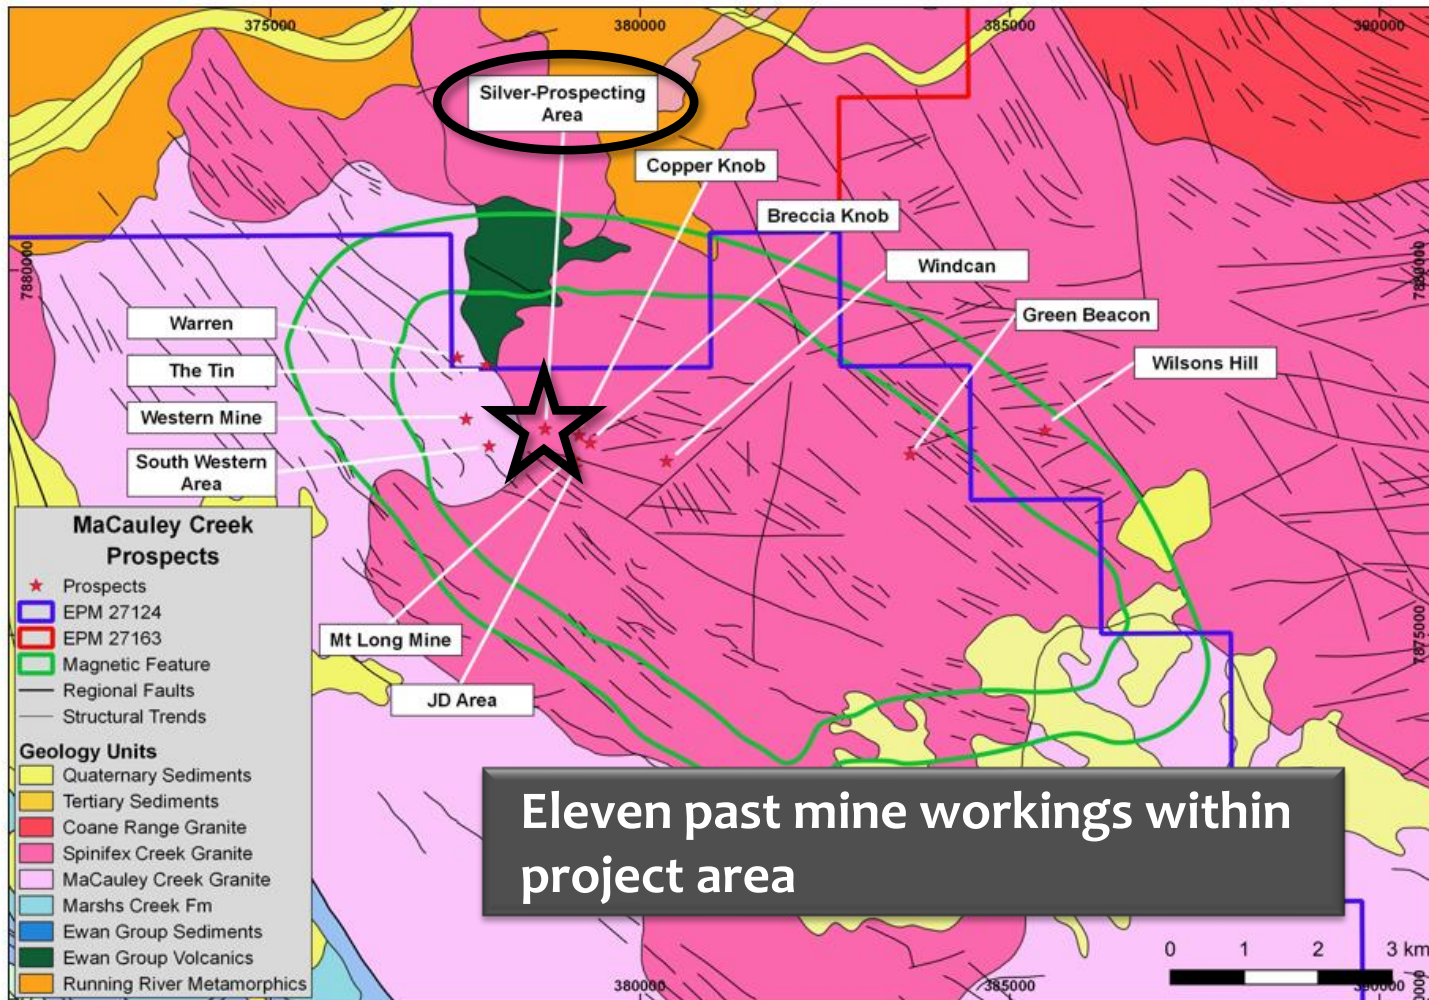 375000
380000
385000
390000
Silver-Prospecting
Area
Copper Knob
Breccia Knob
Windcan
Green Beacon
Wilsons Hill
7880000
7880000
Warren
The Tin
Western Mine
South Western
Area
Mt Long Mine
JD Area
7875000
MaCauley Creek
Prospects
Prospects
EPM 27124
EPM 27163
Magnetic Feature
Regional Faults
Structural Trends
Geology Units
Quaternary Sediments
Tertiary Sediments
Coane Range Granite
Spinifex Creek Granite
MaCauley Creek Granite
Marshs Creek Fm
Ewan Group Sediments
Ewan Group Volcanics
Running River Metamorphics
Eleven past mine workings within
project area
0 1 2 3 km
380000
385000
390000